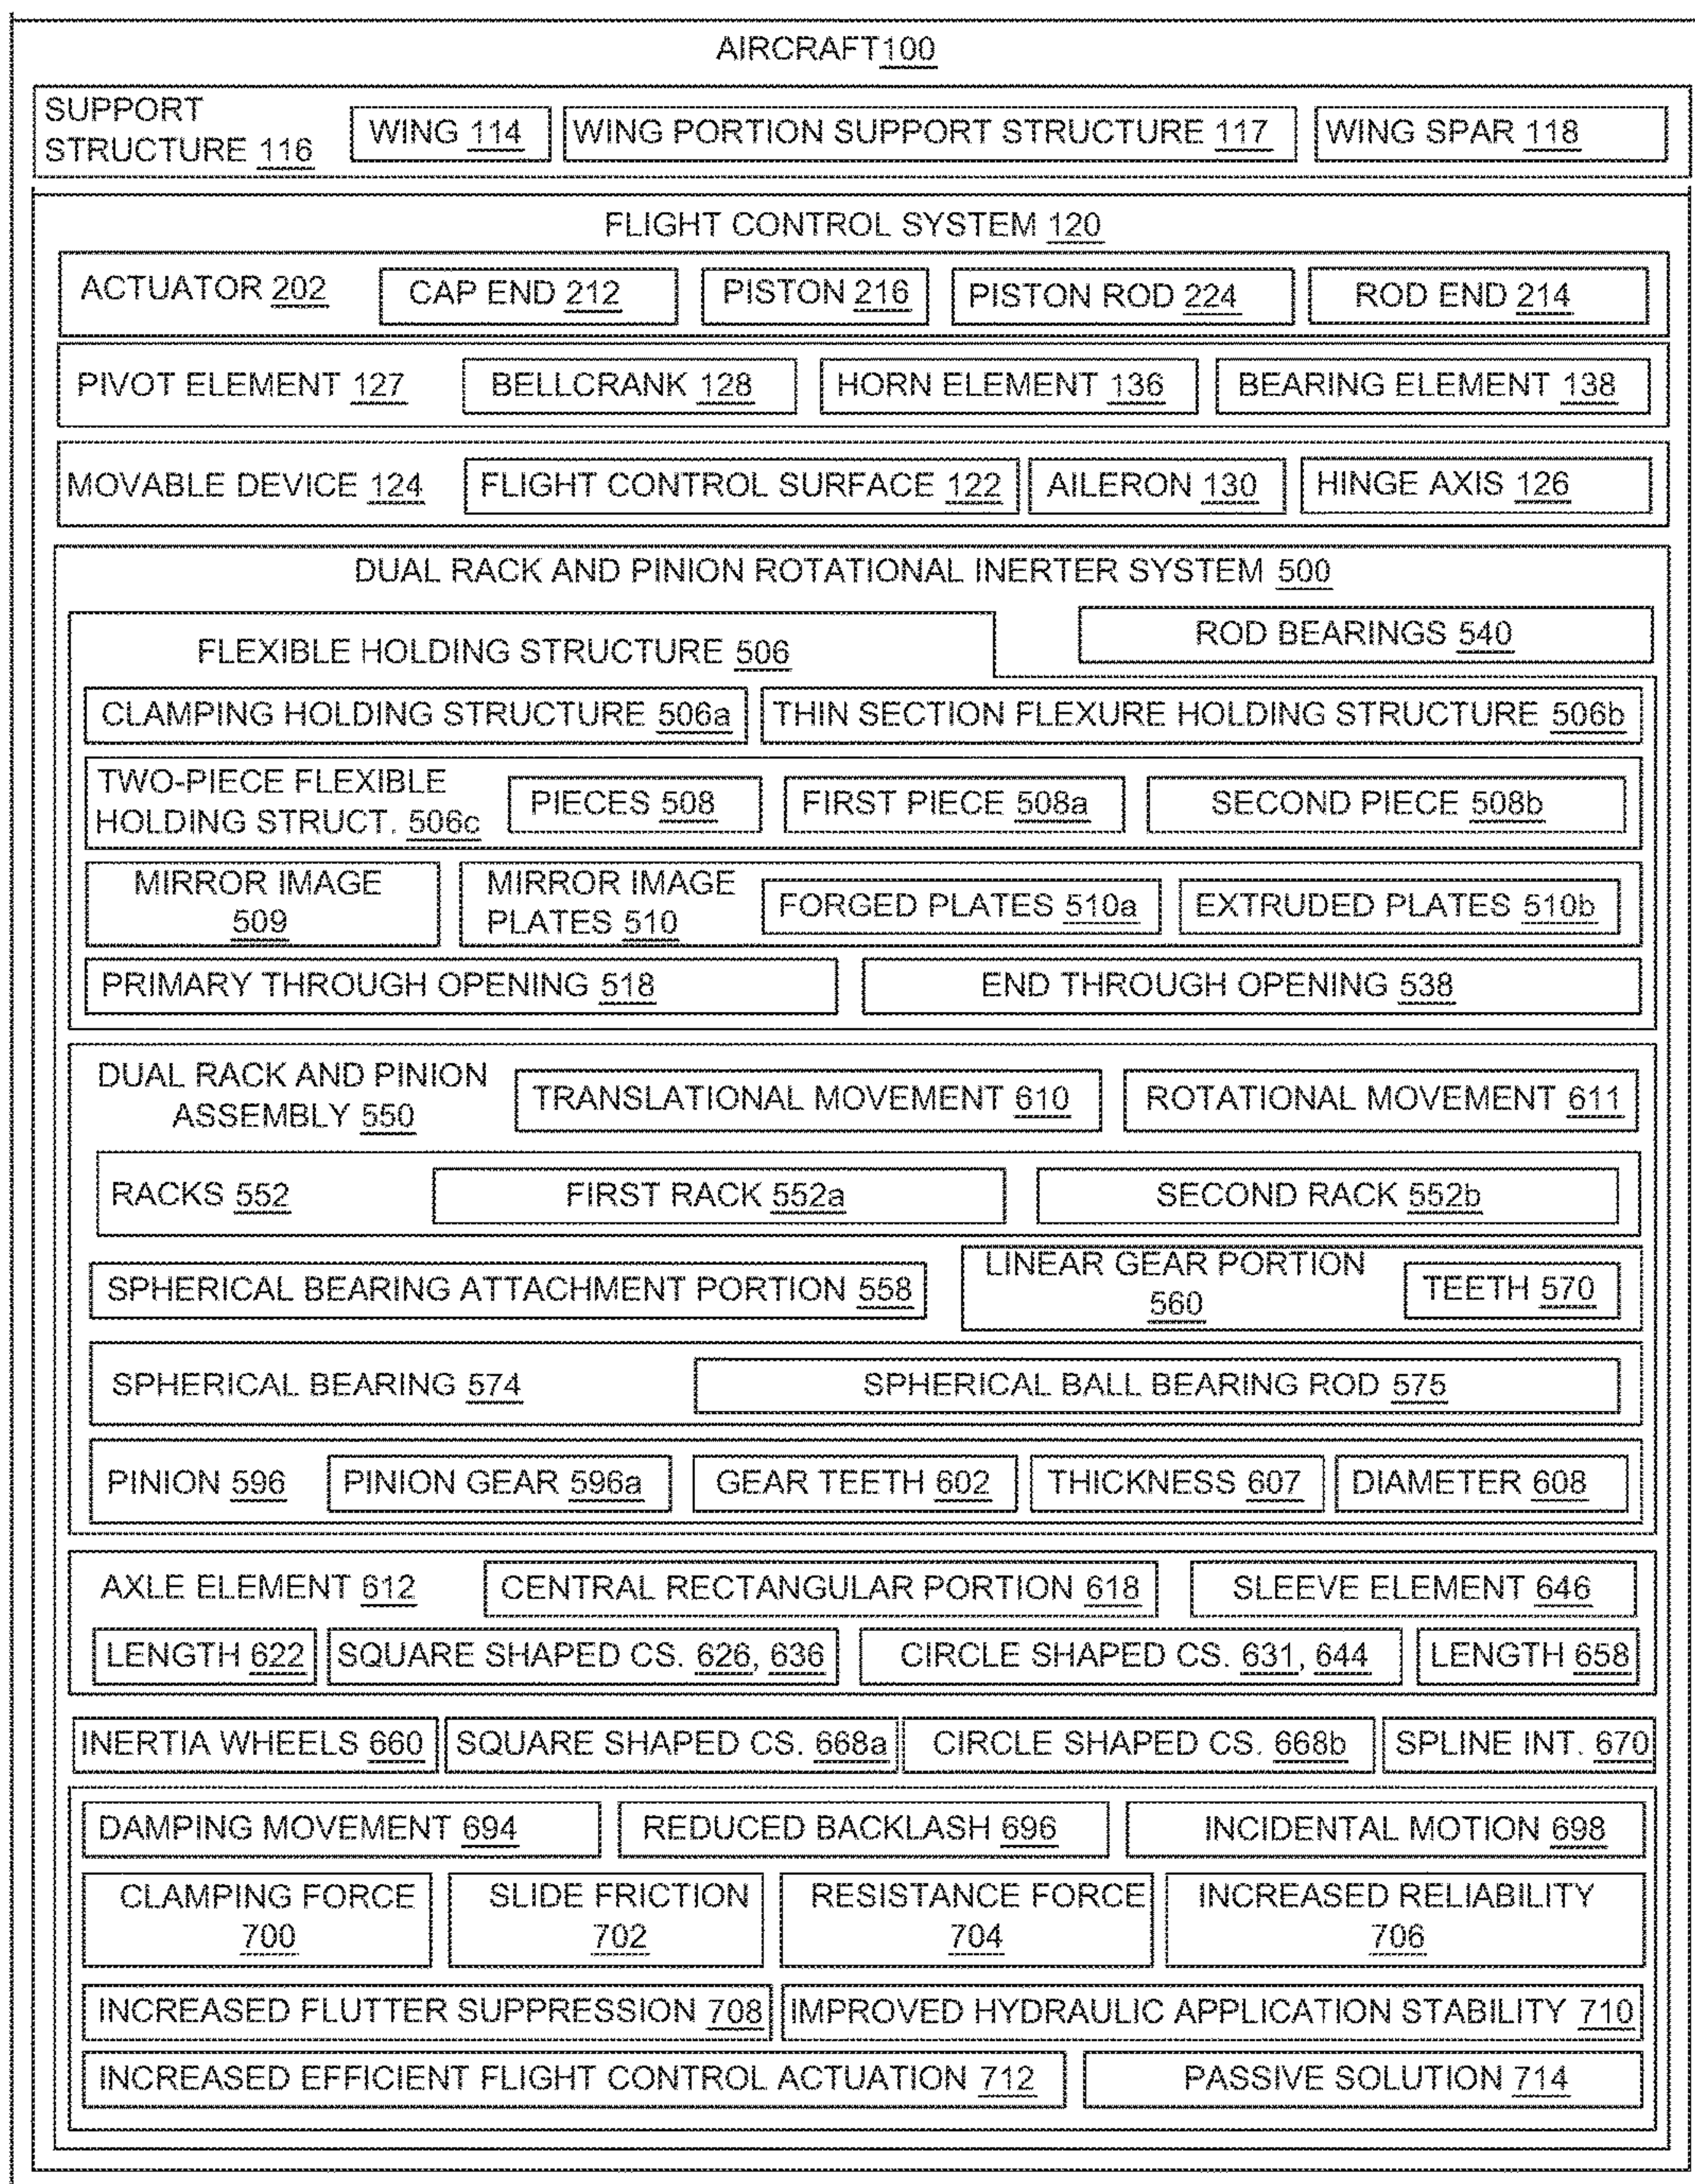 AIRCRAFT 100
SUPPORT
STRUCTURE 116
WING 114
WING PORTION SUPPORT STRUCTURE 117
WING SPAR 118
FLIGHT CONTROL SYSTEM 120
ACTUATOR 202
CAP END 212
PISTON 216
PISTON ROD 224
ROD END 214
PIVOT ELEMENT 127
BELLCRANK 128
HORN ELEMENT 136
BEARING ELEMENT 138
MOVABLE DEVICE 124
FLIGHT CONTROL SURFACE 122
AILERON 130
HINGE AXIS 126
DUAL RACK AND PINION ROTATIONAL INERTER SYSTEM 500
FLEXIBLE HOLDING STRUCTURE 506
ROD BEARINGS 540
CLAMPING HOLDING STRUCTURE 506a
THIN SECTION FLEXURE HOLDING STRUCTURE 506b
TWO-PIECE FLEXIBLE
HOLDING STRUCT. 506c
PIECES 508
FIRST PIECE 508a
SECOND PIECE 508b
MIRROR IMAGE
509
MIRROR IMAGE
PLATES 510
FORGED PLATES 510a
EXTRUDED PLATES 510b
PRIMARY THROUGH OPENING 518
END THROUGH OPENING 538
DUAL RACK AND PINION
ASSEMBLY 550
TRANSLATIONAL MOVEMENT 610
ROTATIONAL MOVEMENT 611
RACKS 552
FIRST RACK 552a
SECOND RACK 552b
SPHERICAL BEARING ATTACHMENT PORTION 558
LINEAR GEAR PORTION
560
TEETH 570
SPHERICAL BEARING 574
SPHERICAL BALL BEARING ROD 575
PINION 596
PINION GEAR 596a
GEAR TEETH 602
THICKNESS 607
DIAMETER 608
AXLE ELEMENT 612
CENTRAL RECTANGULAR PORTION 618
SLEEVE ELEMENT 646
LENGTH 622
SQUARE SHAPED CS. 626, 636
CIRCLE SHAPED CS. 631, 644
LENGTH 658
INERTIA WHEELS 660
SQUARE SHAPED CS. 668a
CIRCLE SHAPED CS. 668b
SPLINE INT. 670
DAMPING MOVEMENT 694
REDUCED BACKLASH 696
INCIDENTAL MOTION 698
CLAMPING FORCE
700
SLIDE FRICTION
702
RESISTANCE FORCE
704
INCREASED RELIABILITY
706
INCREASED FLUTTER SUPPRESSION 708
IMPROVED HYDRAULIC APPLICATION STABILITY 710
INCREASED EFFICIENT FLIGHT CONTROL ACTUATION 712
PASSIVE SOLUTION 714